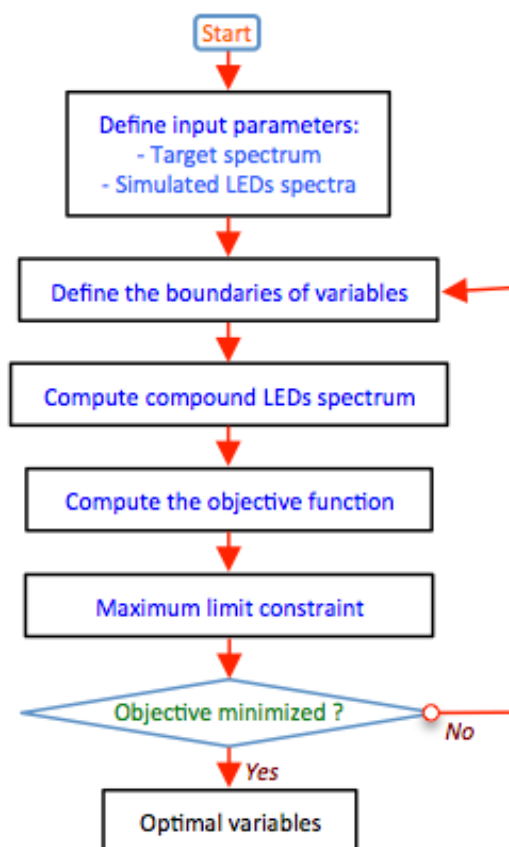 Start
Define input parameters:
- Target spectrum
- Simulated LEDs spectra
Define the boundaries of variables
Compute compound LEDs spectrum
Compute the objective function
Maximum limit constraint
Objective minimized ?
No
Yes
Optimal variables